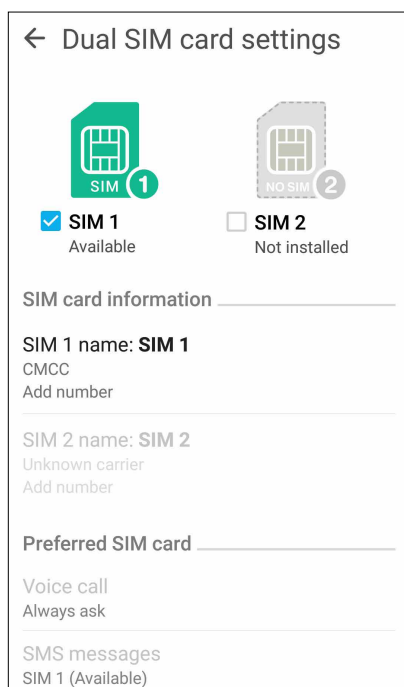 Dual SIM card settings
SIM 1
NO SIM 2
SIM 1
Available
SIM 2
Not installed
SIM card information
SIM 1 name: SIM 1
CMCC
Add number
SIM 2 name: SIM 2
Unknown carrier
Add number
Preferred SIM card
Voice call
Always ask
SMS messages
SIM 1 (Available)